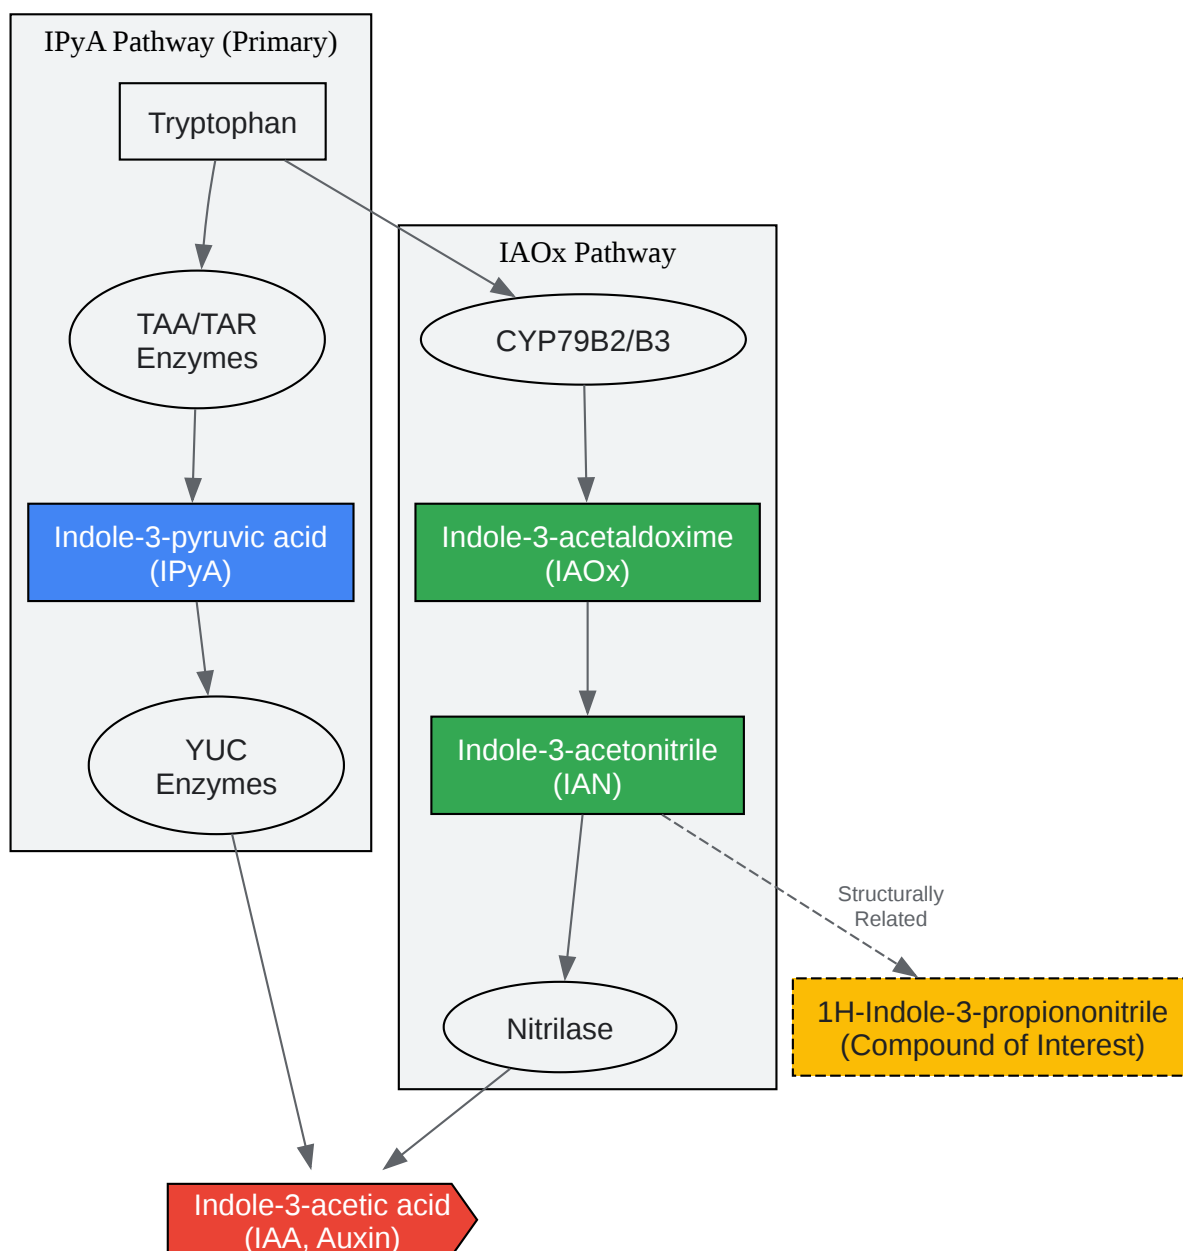 IPyA Pathway (Primary)
Tryptophan
TAA/TAR
Enzymes
Indole-3-pyruvic acid
(IPyA)
YUC
Enzymes
IAOx Pathway
CYP79B2/B3
Indole-3-acetaldoxime
(IAOx)
Indole-3-acetonitrile
(IAN)
Nitrilase
Structurally
Related
1H-Indole-3-propiononitrile
(Compound of Interest)
Indole-3-acetic acid
(IAA, Auxin)